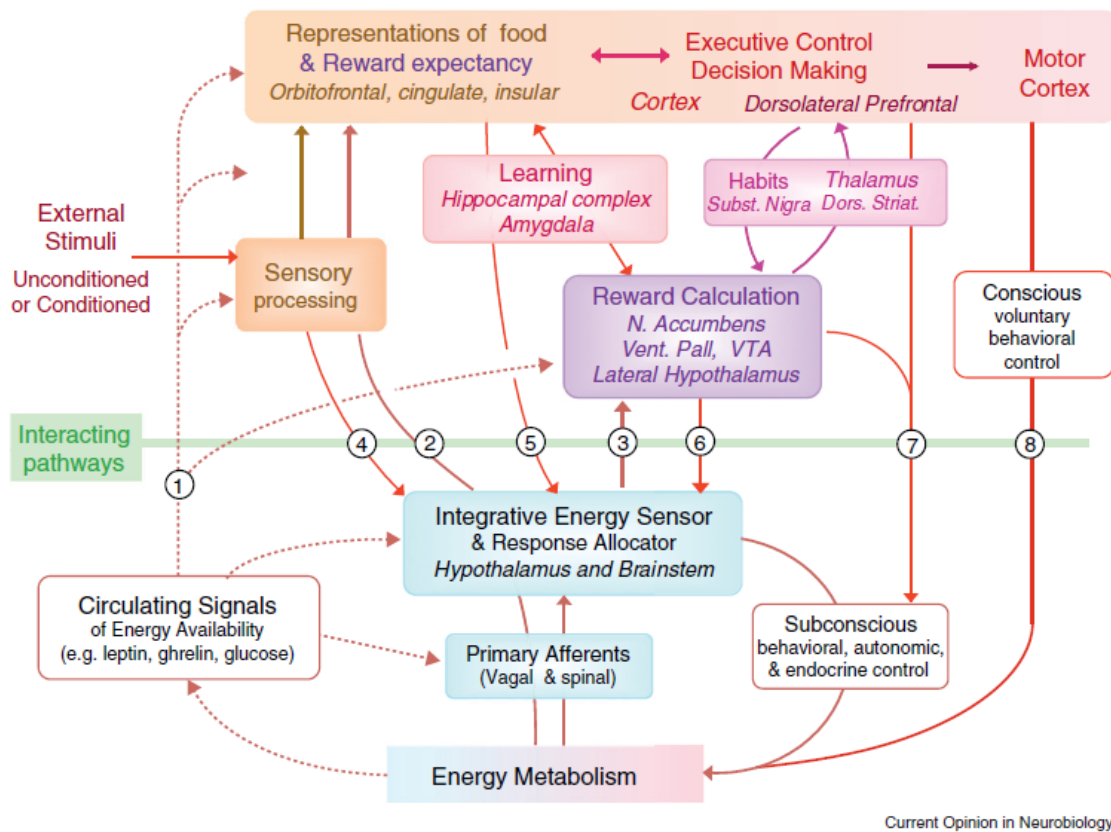 Representations of food
& Reward expectancy
Orbitofrontal, cingulate, insular
Executive Control
Decision Making
Cortex
Dorsolateral Prefrontal
Motor
Cortex
Learning
Hippocampal complex
Amygdala
Habits
Subst. Nigra
Thalamus
Dors. Striat.
External
Stimuli
Unconditioned
or Conditioned
Sensory
processing
Reward Calculation
N. Accumbens
Vent. Pall, VTA
Lateral Hypothalamus
Conscious
voluntary
behavioral
control
Interacting
pathways
1
4
2
5
3
6
7
8
Integrative Energy Sensor
& Response Allocator
Hypothalamus and Brainstem
Circulating Signals
of Energy Availability
(e.g. leptin, ghrelin, glucose)
Primary Afferents
(Vagal & spinal)
Subconscious
behavioral, autonomic,
& endocrine control
Energy Metabolism
Current Opinion in Neurobiology